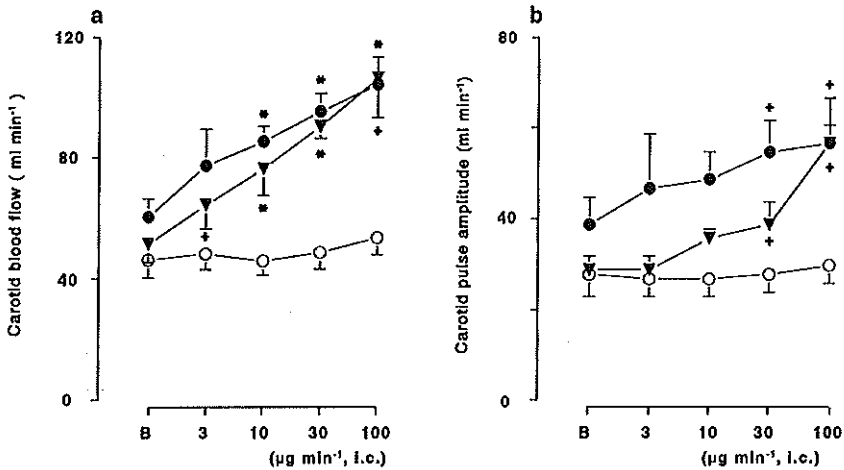 a
120
80
40
0
Carotid blood flow ( ml min⁻¹)
* * * + * * +
B 3 10 30 100
(µg min⁻¹, i.c.)
b
80
40
0
Carotid pulse amplitude (ml min⁻¹)
+ + + +
B 3 10 30 100
(µg min⁻¹, i.c.)